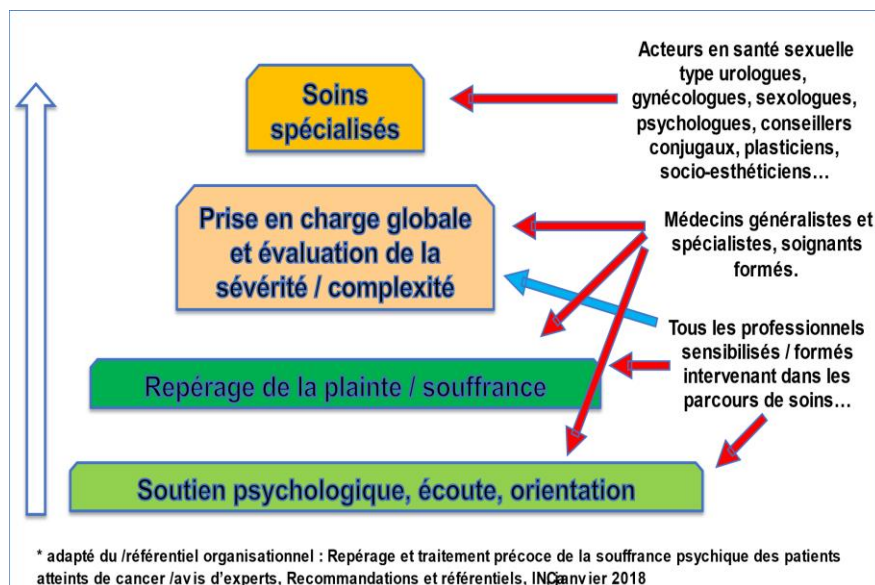 Acteurs en santé sexuelle
type urologues,
gynécologues, sexologues,
psychologues, conseillers
conjugaux, plasticiens,
socio-esthéticiens…
Soins
spécialisés
Prise en charge globale
et évaluation de la
sévérité / complexité
Médecins généralistes et
spécialistes, soignants
formés.
Tous les professionnels
sensibilisés / formés
intervenant dans les
parcours de soins…
Repérage de la plainte / souffrance
Soutien psychologique, écoute, orientation
* adapté du /référentiel organisationnel : Repérage et traitement précoce de la souffrance psychique des patients
atteints de cancer /avis d'experts, Recommandations et référentiels, janvier 2018